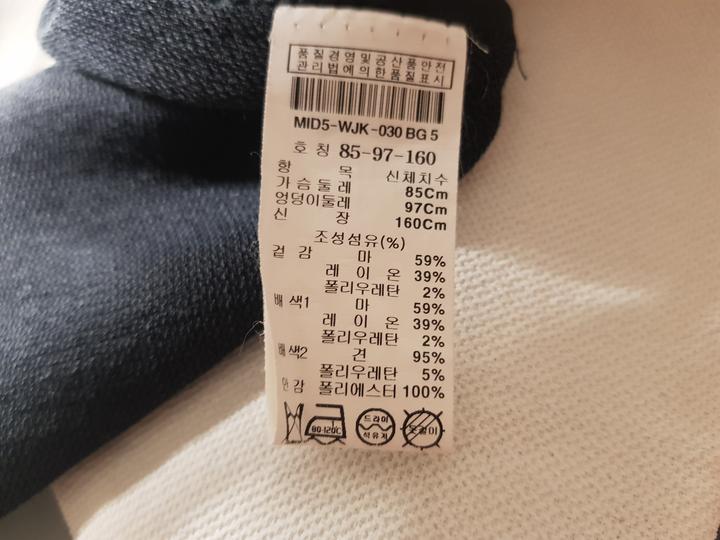 품질경영및공산품안전
관리법에의한품질표시
MID5-WJK-030 BG 5
호칭 85-97-160
항 목 신체치수
가슴둘레 85Cm
엉덩이둘레 97Cm
신 장 160Cm
조성섬유(%)
겉감 마 59%
레이온 39%
폴리우레탄 2%
배색1 마 59%
레이온 39%
폴리우레탄 2%
배색2 견 95%
폴리우레탄 5%
안감 폴리에스터 100%
80-120C
드라이
석유계